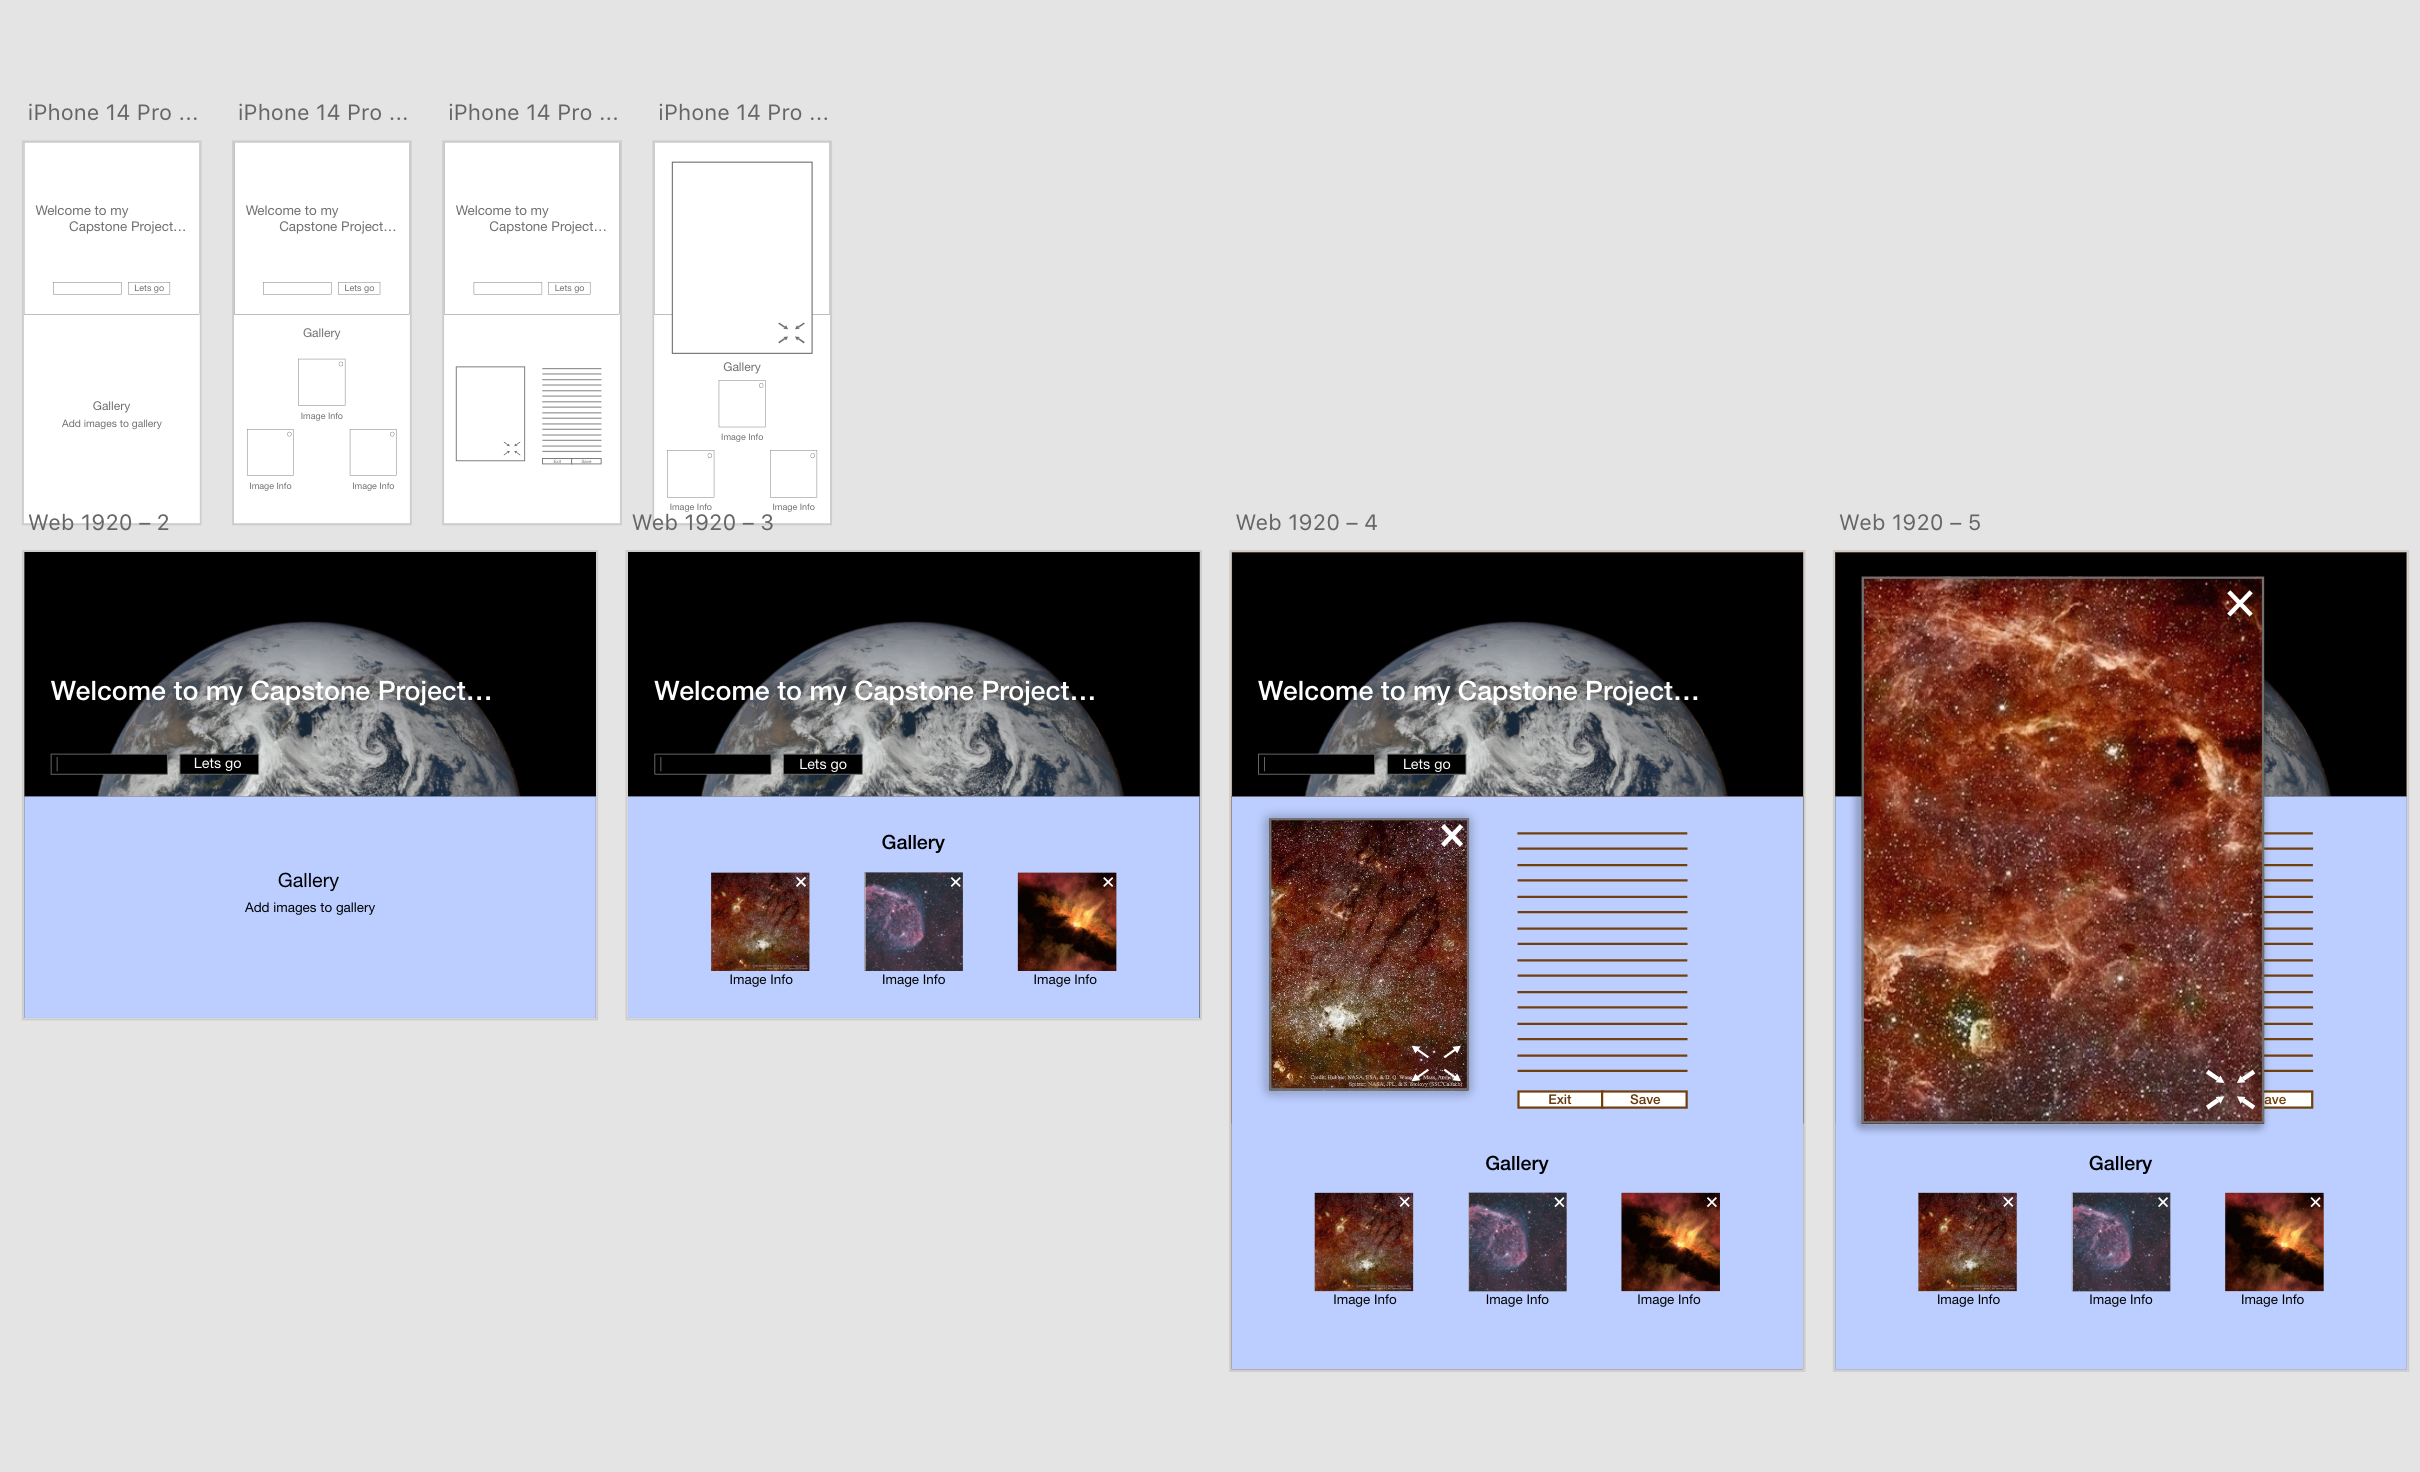 iPhone 14 Pro ...
iPhone 14 Pro ...
iPhone 14 Pro ...
iPhone 14 Pro ...
Welcome to my
Capstone Project...
Lets go
Gallery
Add images to gallery
Welcome to my
Capstone Project...
Lets go
Gallery
Image Info
Image Info
Image Info
Welcome to my
Capstone Project...
Lets go
Exit
Save
Gallery
Image Info
Image Info
Image Info
Web 1920 – 2
Welcome to my Capstone Project...
Lets go
Gallery
Add images to gallery
Web 1920 – 3
Welcome to my Capstone Project...
Lets go
Gallery
Image Info
Image Info
Image Info
Web 1920 – 4
Welcome to my Capstone Project...
Lets go
Exit
Save
Gallery
Image Info
Image Info
Image Info
Web 1920 – 5
ave
Gallery
Image Info
Image Info
Image Info